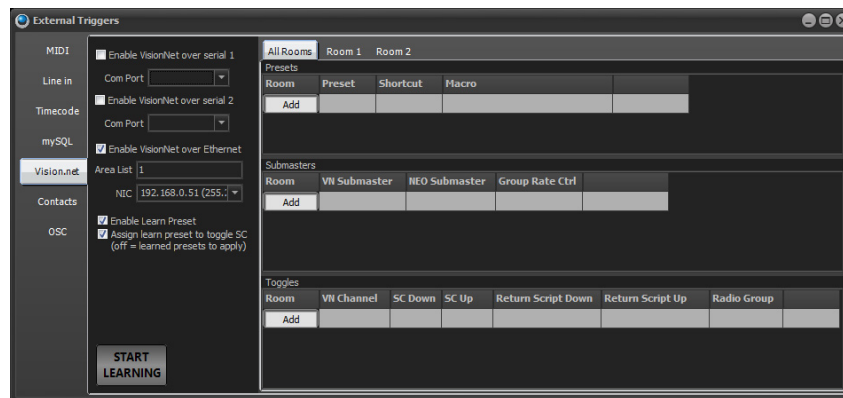 External Triggers
MIDI
Line in
Timecode
mySQL
Vision.net
Contacts
OSC
Enable VisionNet over serial 1
Com Port
Enable VisionNet over serial 2
Com Port
Enable VisionNet over Ethernet
Area List 1
NIC 192.168.0.51 (255.:
Enable Learn Preset
Assign learn preset to toggle SC
(off = learned presets to apply)
START
LEARNING
All Rooms Room 1 Room 2
Presets
Room Preset Shortcut Macro
Add
Submasters
Room VN Submaster NEO Submaster Group Rate Ctrl
Add
Toggles
Room VN Channel SC Down SC Up Return Script Down Return Script Up Radio Group
Add